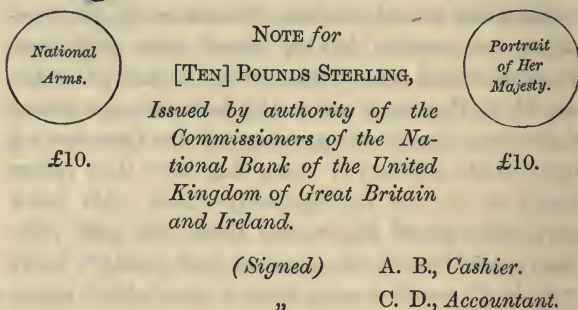 NOTE for
National
Arms.
[TEN] POUNDS STERLING,
Portrait
of Her
Majesty.
Issued by authority of the
Commissioners of the Na-
£10.
tional Bank of the United
£10.
Kingdom of Great Britain
and Ireland.
(Signed) A. B., Cashier.
„ C. D., Accountant.